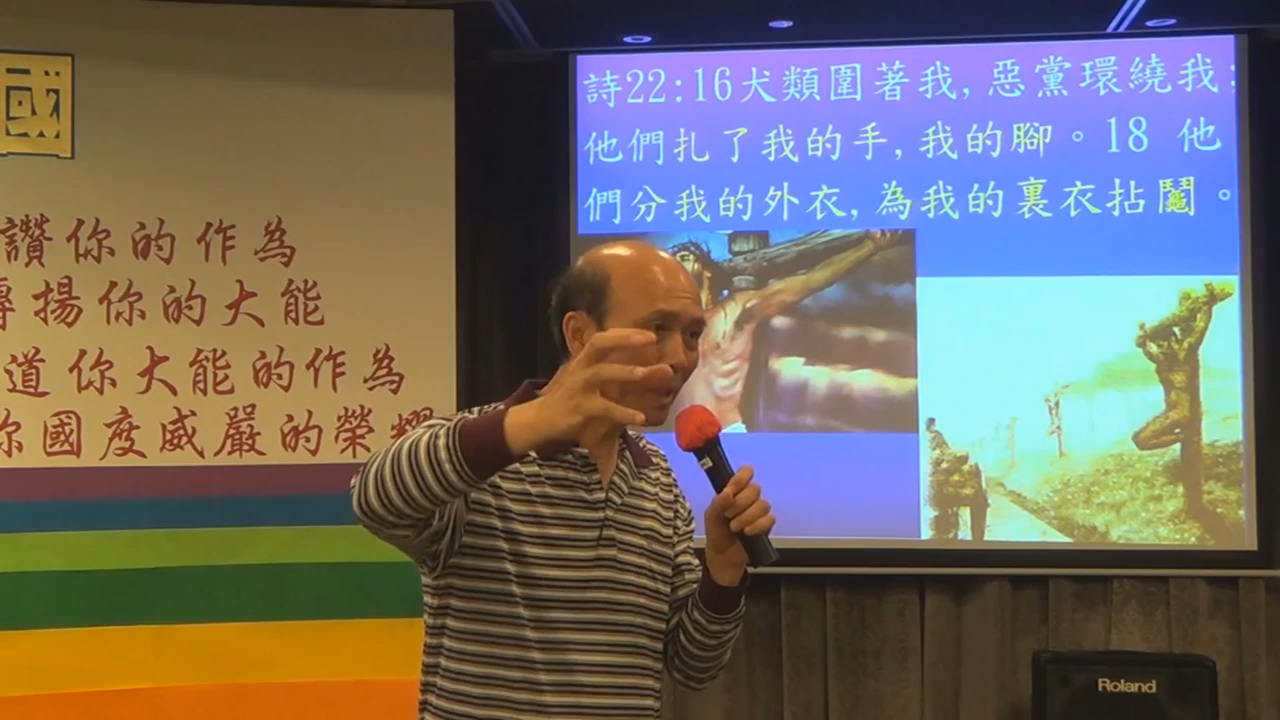 國
讚你的作為
傳揚你的大能
道你大能的作為
你國度威嚴的榮耀
詩22:16犬類圍著我,惡黨環繞我;
他們扎了我的手,我的腳。18 他
們分我的外衣,為我的裏衣拈鬮。
Roland